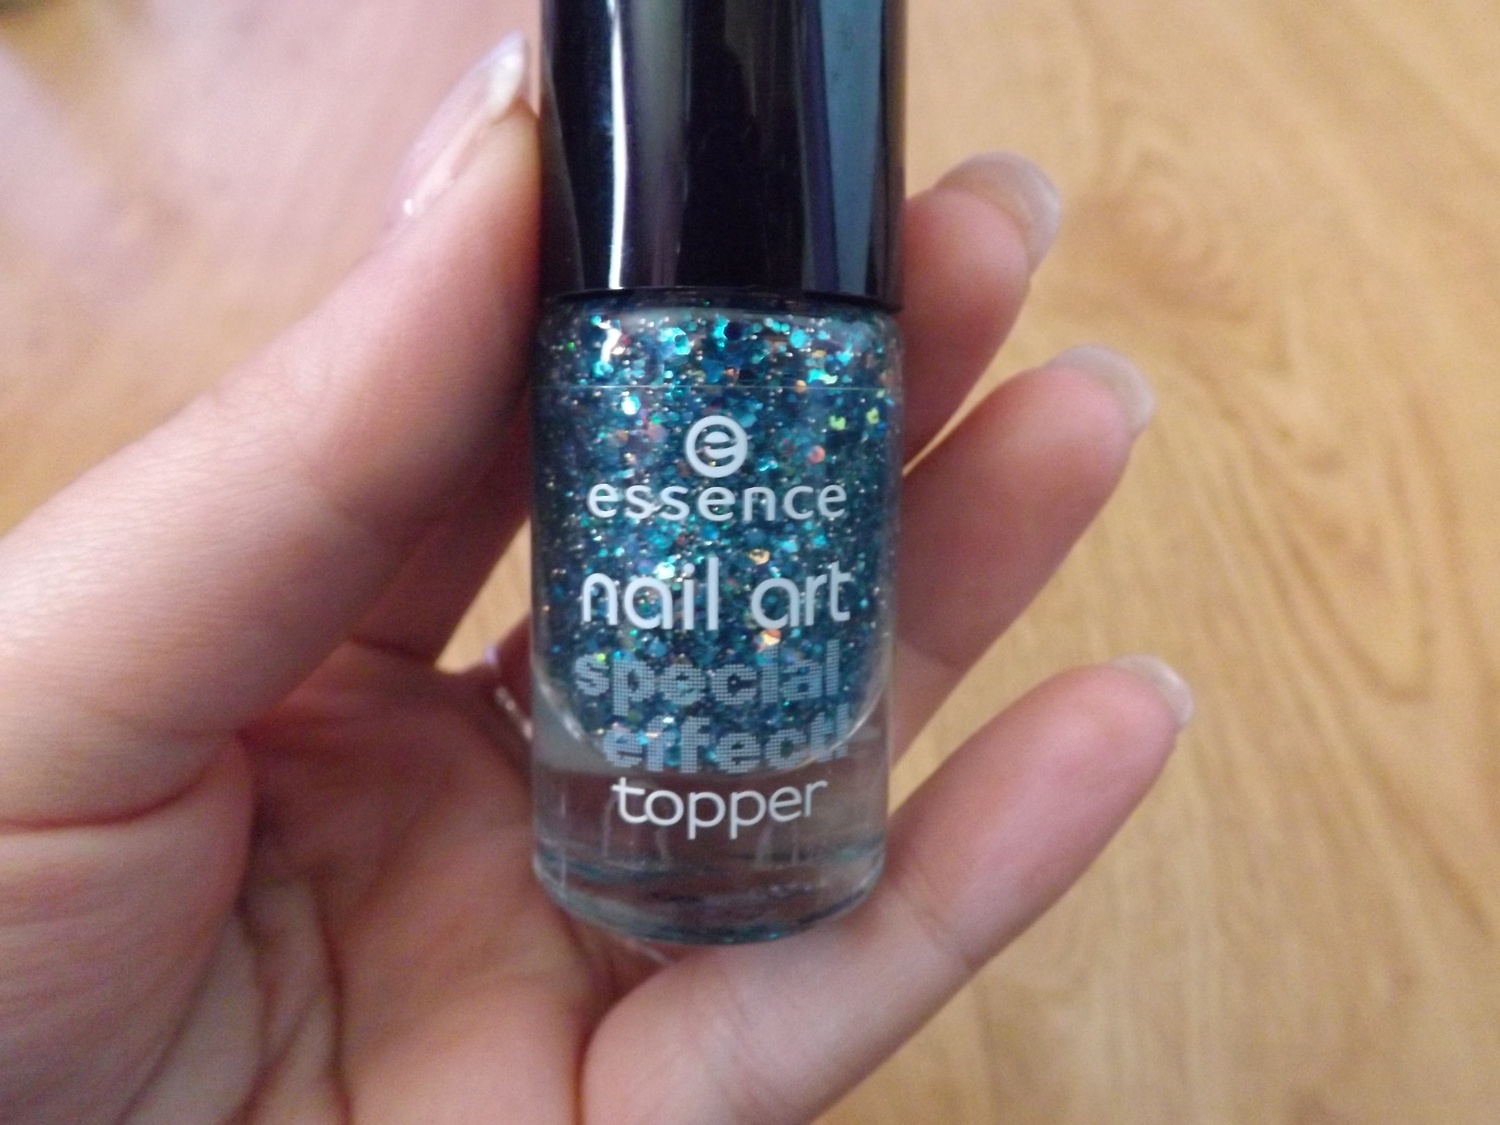 essence
nail art
special
effect!
topper